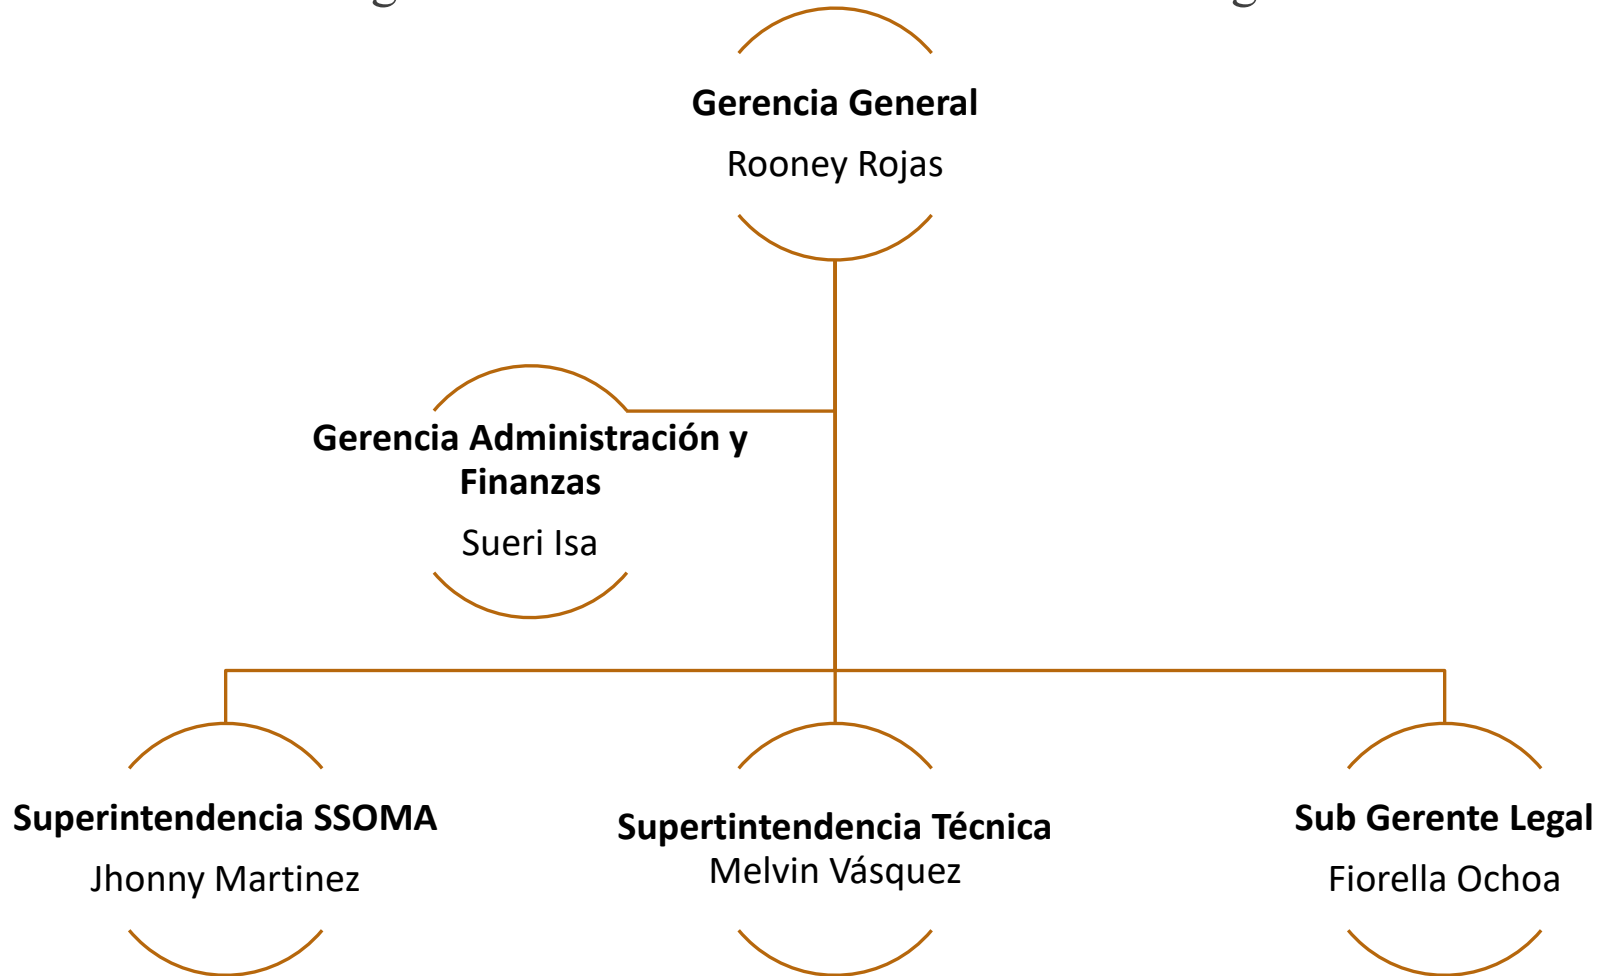 Gerencia General
Rooney Rojas
Gerencia Administración y
Finanzas
Sueri Isa
Superintendencia SSOMA
Jhonny Martinez
Supertintendencia Técnica
Melvin Vásquez
Sub Gerente Legal
Fiorella Ochoa